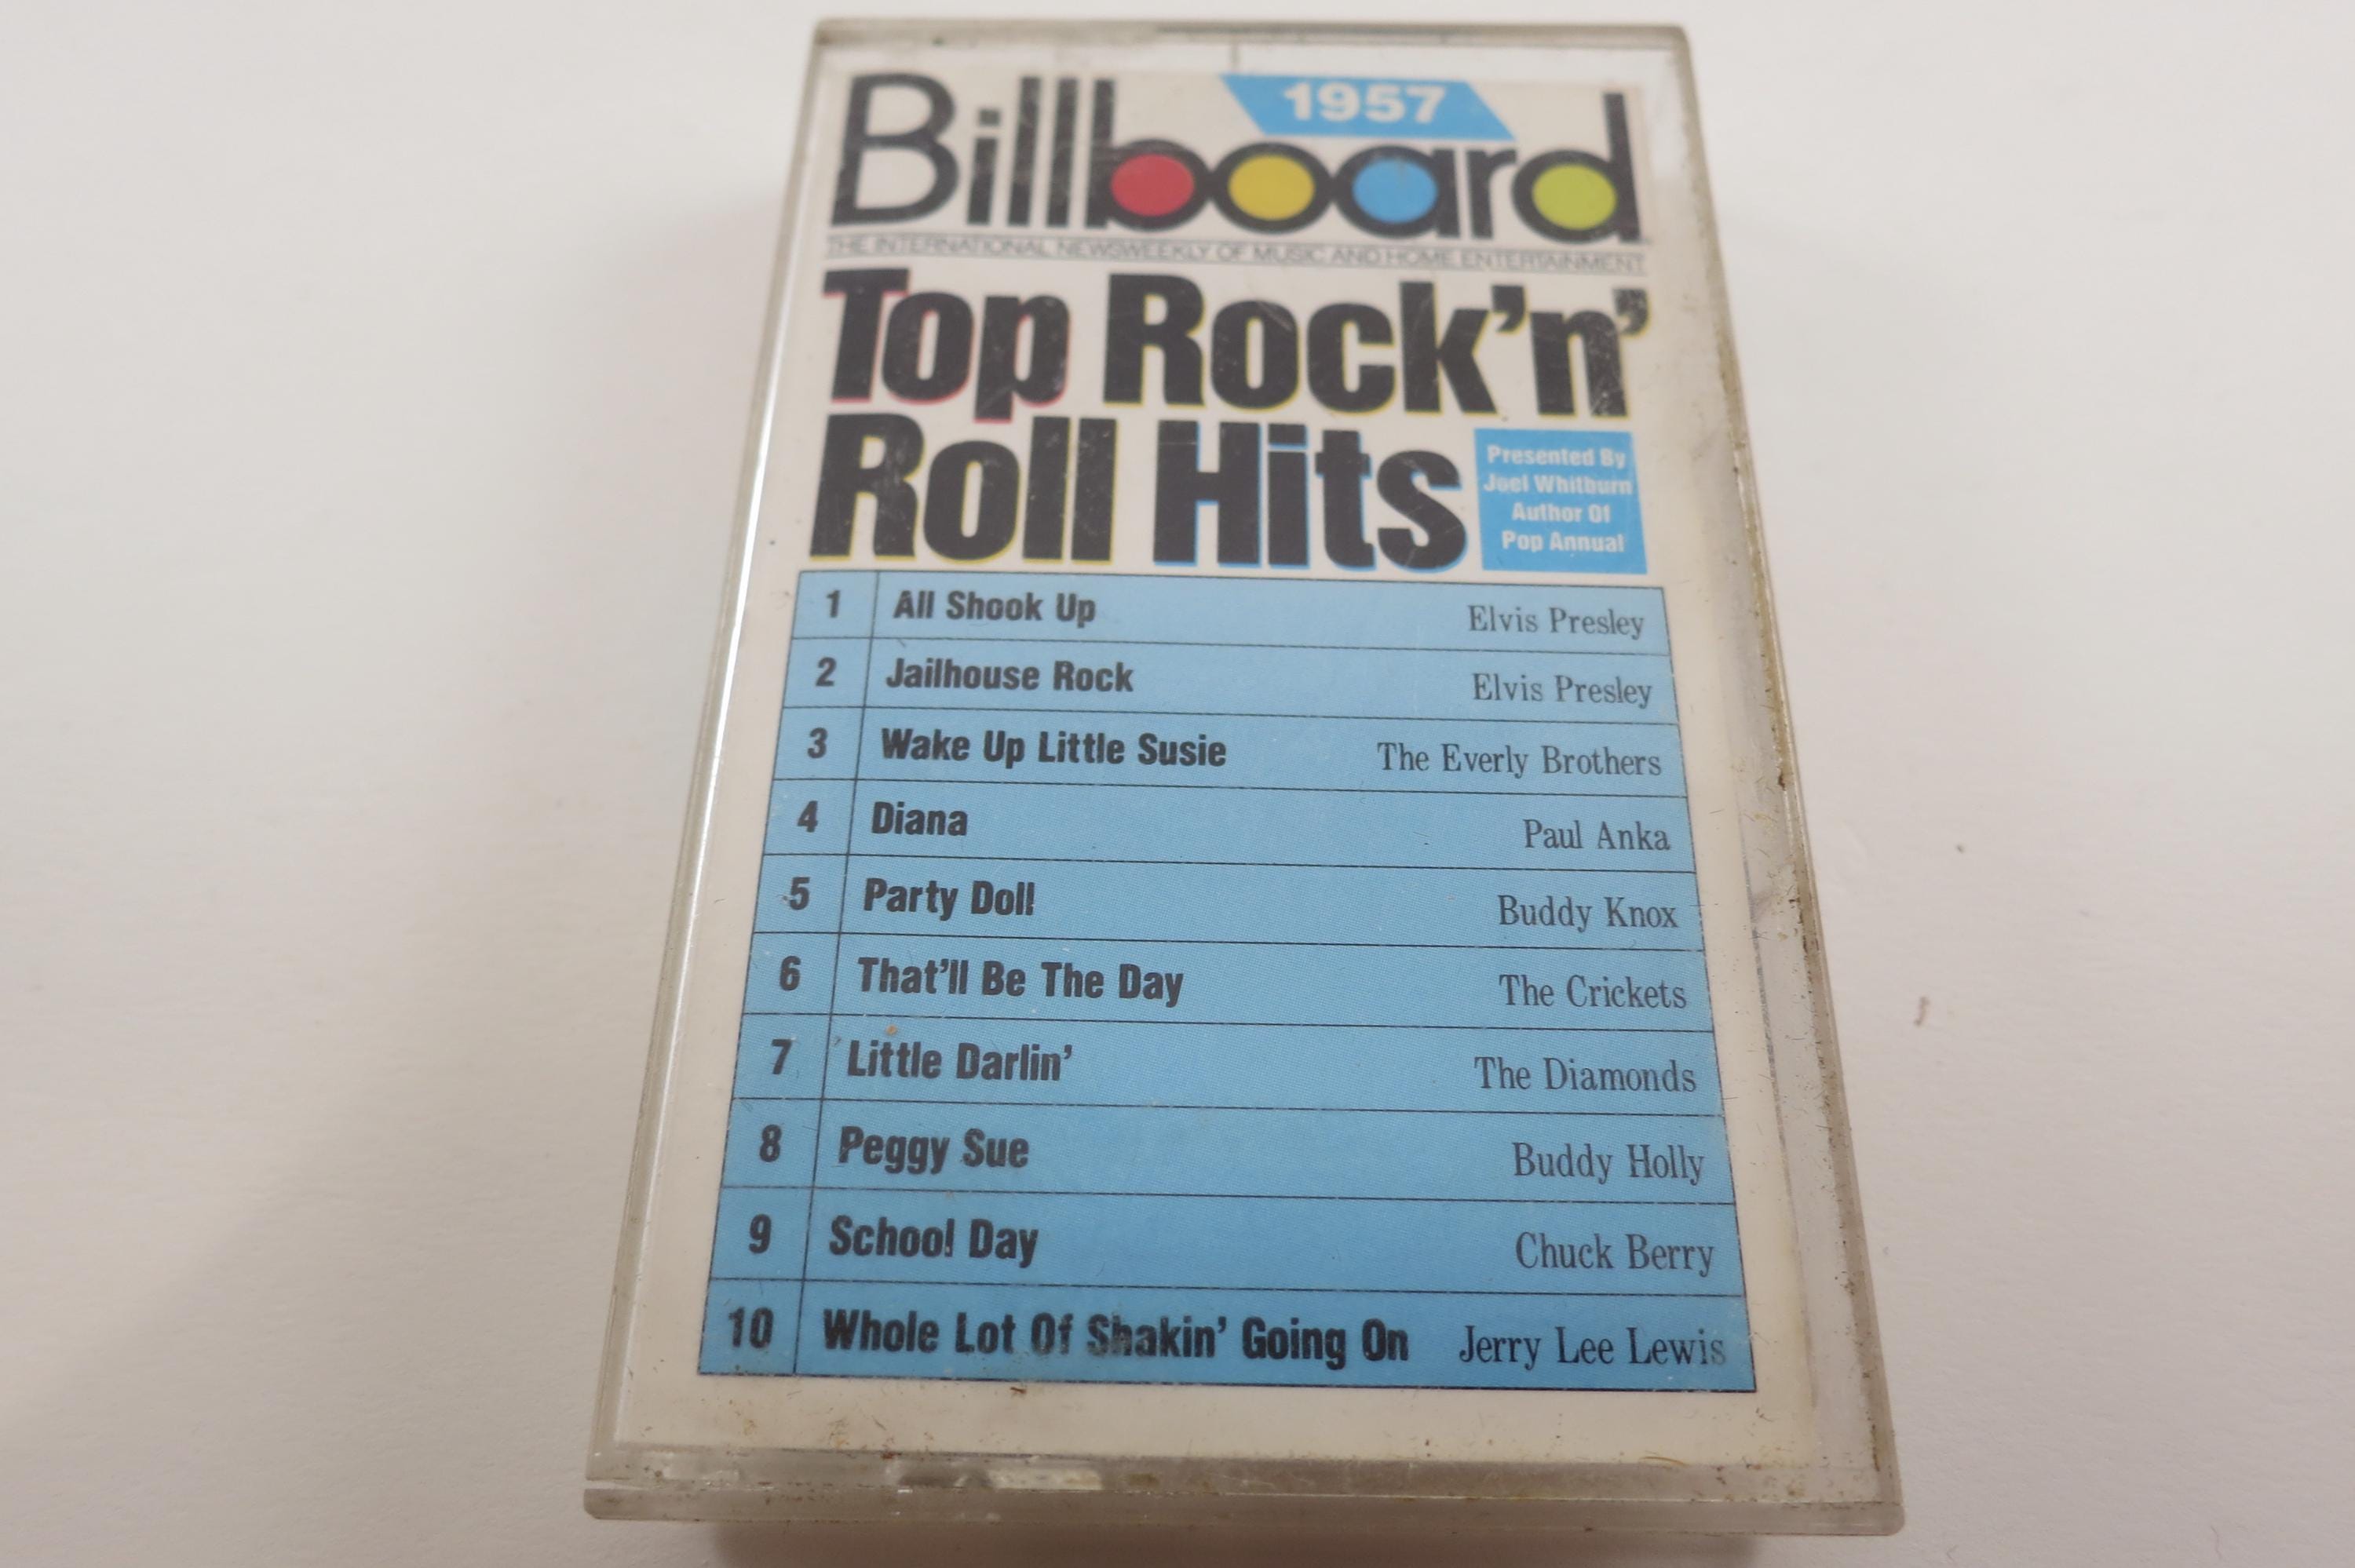 1957
Billboard
THE INTERNATIONAL NEWSWEEKLY OF MUSIC AND HOME ENTERTAINMENT
Top Rock'n'
Roll Hits
Presented By
Joel Whitburn
Author Of
Pop Annual
1 All Shook Up Elvis Presley
2 Jailhouse Rock Elvis Presley
3 Wake Up Little Susie The Everly Brothers
4 Diana Paul Anka
5 Party Doll Buddy Knox
6 That'll Be The Day The Crickets
7 Little Darlin' The Diamonds
8 Peggy Sue Buddy Holly
9 School Day Chuck Berry
10 Whole Lot Of Shakin' Going On Jerry Lee Lewis